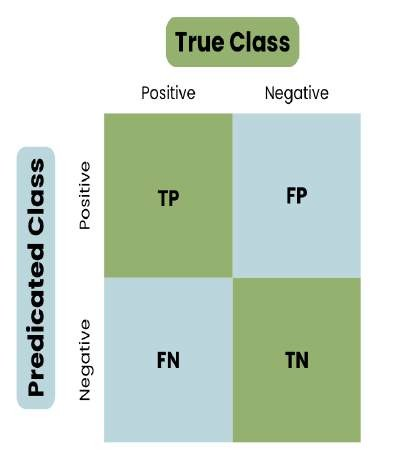 True Class
Positive Negative
Predicated Class
Positive
TP FP
Negative
FN TN